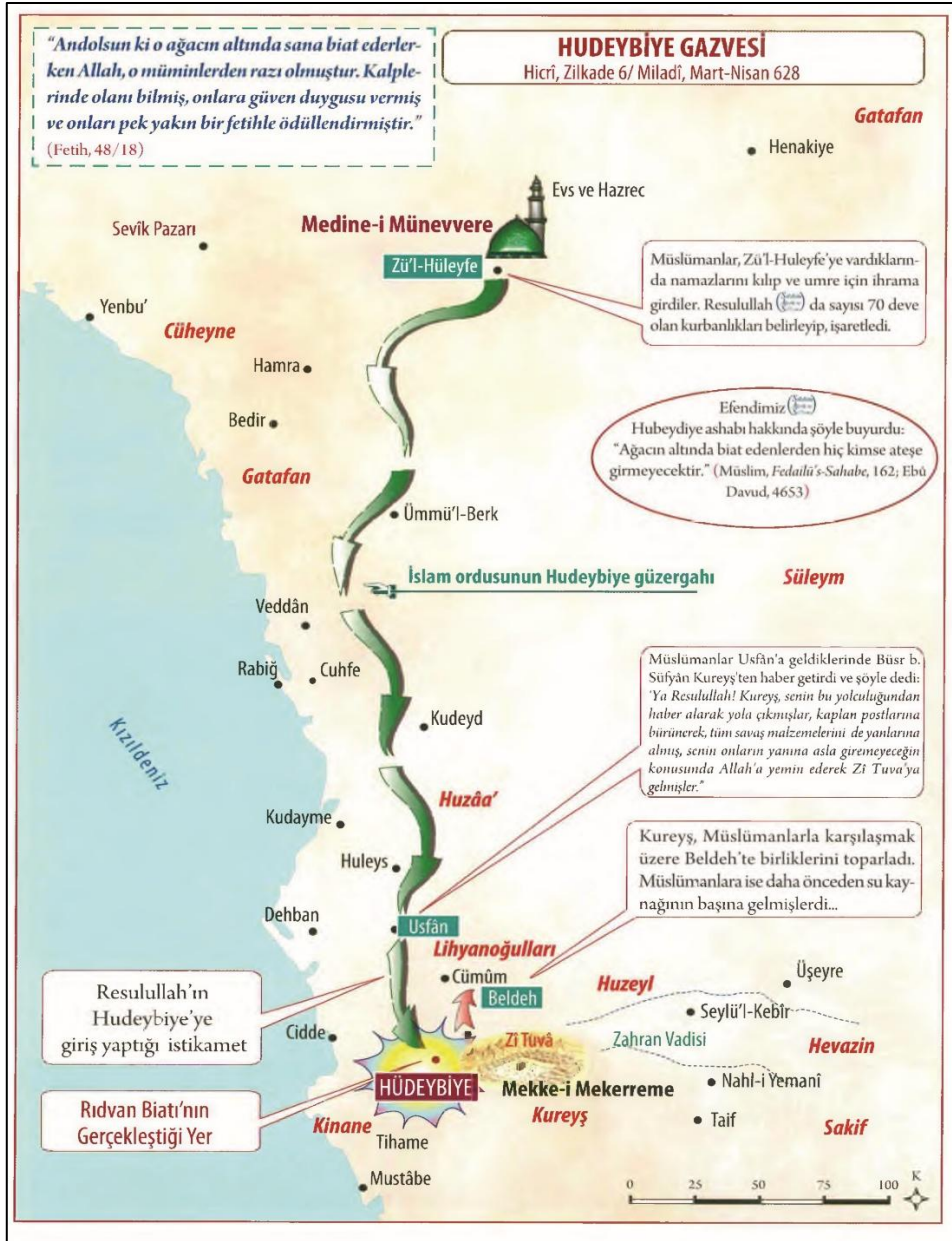 "Andolsun ki o ağacın altında sana biat ederler-
ken Allah, o müminlerden razı olmuştur. Kalple-
rinde olanı bilmiş, onlara güven duygusu vermiş
ve onları pek yakın bir fetihle ödüllendirmiştir."
(Fetih, 48/18)
HUDEYBİYE GAZVESİ
Hicrî, Zilkade 6/ Miladî, Mart-Nisan 628
Gatafan
Henakiye
Evs ve Hazrec
Medine-i Münevvere
Sevîk Pazarı
Zü'l-Hüleyfe
Müslümanlar, Zü'l-Huleyfe'ye vardıkların-
da namazlarını kılıp ve umre için ihrama
girdiler. Resulullah da sayısı 70 deve
olan kurbanlıkları belirleyip, işaretledi.
Yenbu'
Cüheyne
Hamra
Bedir
Efendimiz
Hubeydiye ashabı hakkında şöyle buyurdu:
"Ağacın altında biat edenlerden hiç kimse ateşe
girmeyecektir." (Müslim, Fedailü's-Sahabe, 162; Ebû
Davud, 4653)
Gatafan
Ümmü'l-Berk
İslam ordusunun Hudeybiye güzergahı
Süleym
Veddân
Rabiğ
Cuhfe
Müslümanlar Usfân'a geldiklerinde Büsr b.
Süfyân Kureyş'ten haber getirdi ve şöyle dedi:
'Ya Resulullah! Kureyş, senin bu yolculuğundan
haber alarak yola çıkmışlar, kaplan postlarına
bürünerek, tüm savaş malzemelerini de yanlarına
almış, senin onların yanına asla giremeyeceğin
konusunda Allah'a yemin ederek Zî Tuva'ya
gelmişler."
Kızıldeniz
Kudeyd
Huzâa'
Kudayme
Huleys
Kureyş, Müslümanlarla karşılaşmak
üzere Beldeh'te birliklerini toparladı.
Müslümanlara ise daha önceden su kay-
nağının başına gelmişlerdi...
Dehban
Usfân
Lihyanoğulları
Cümûm
Beldeh
Huzeyl
Üşeyre
Seylü'l-Kebîr
Resulullah'ın
Hudeybiye'ye
giriş yaptığı istikamet
Cidde
Zî Tuvâ
Zahran Vadisi
Hevazin
HÜDEYBİYE
Mekke-i Mekerreme
Nahl-i Yemanî
Rıdvan Biatı'nın
Gerçekleştiği Yer
Kinane
Kureyş
Taif
Sakif
Tihame
Mustâbe
K
0 25 50 75 100